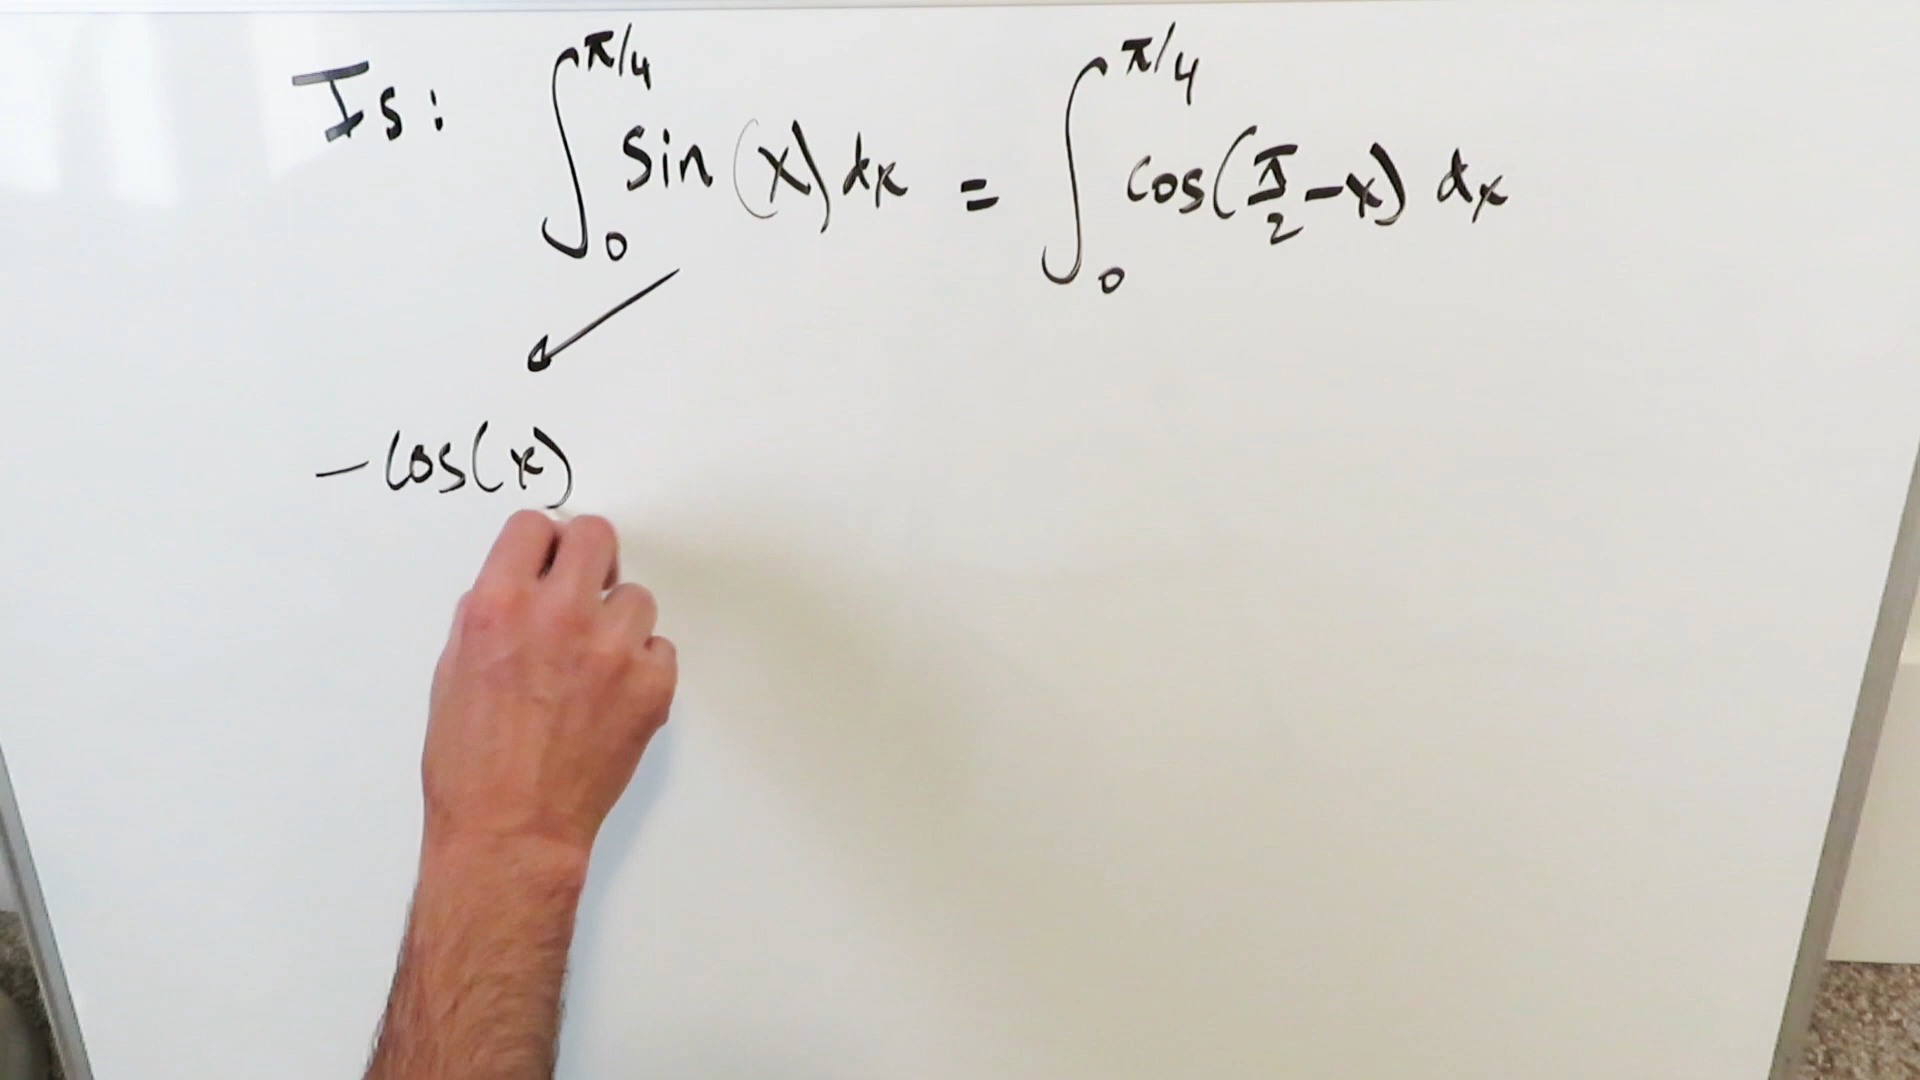 Is: ∫₀^π/4 sin(x) dx = ∫₀^π/4 cos(π/2 - x) dx
- cos(x)